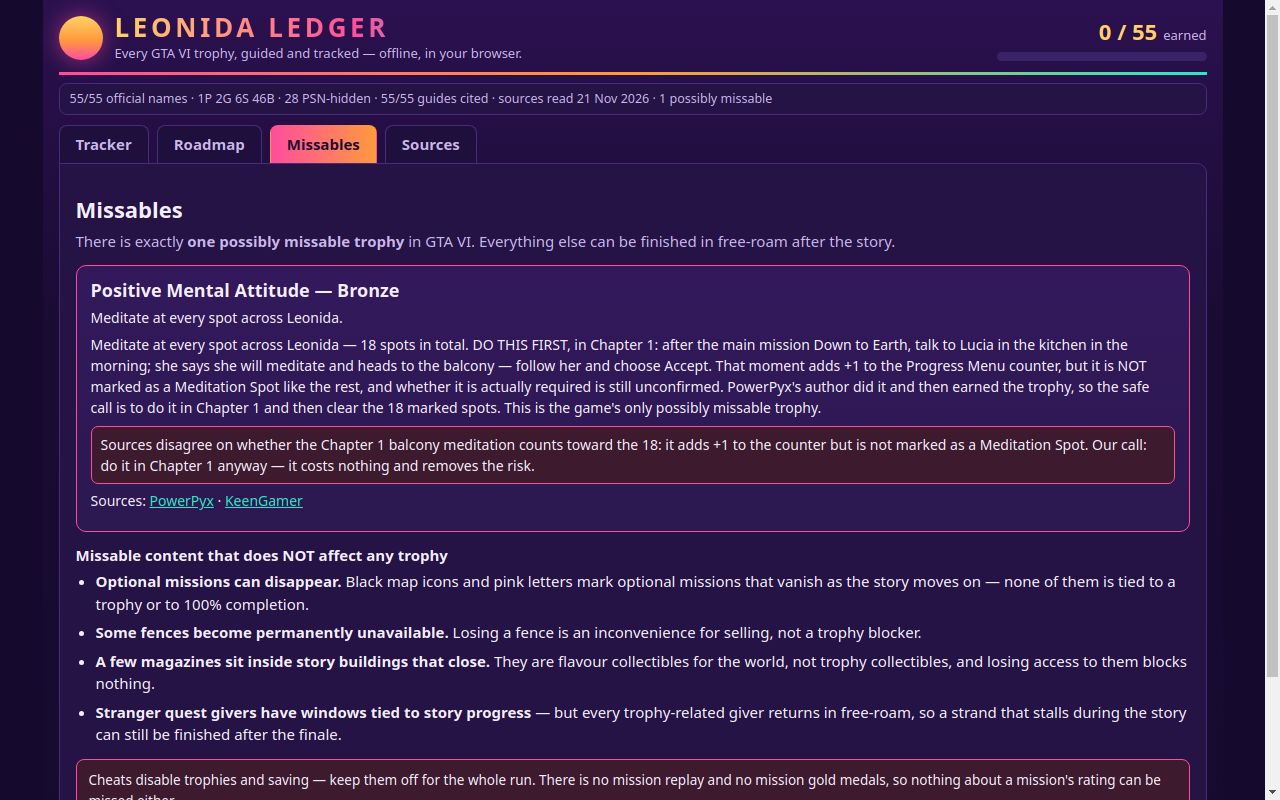 LEONIDA LEDGER
Every GTA VI trophy, guided and tracked — offline, in your browser.
0 / 55 earned
55/55 official names · 1P 2G 6S 46B · 28 PSN-hidden · 55/55 guides cited · sources read 21 Nov 2026 · 1 possibly missable
Tracker
Roadmap
Missables
Sources
Missables
There is exactly one possibly missable trophy in GTA VI. Everything else can be finished in free-roam after the story.
Positive Mental Attitude — Bronze
Meditate at every spot across Leonida.
Meditate at every spot across Leonida — 18 spots in total. DO THIS FIRST, in Chapter 1: after the main mission Down to Earth, talk to Lucia in the kitchen in the
morning; she says she will meditate and heads to the balcony — follow her and choose Accept. That moment adds +1 to the Progress Menu counter, but it is NOT
marked as a Meditation Spot like the rest, and whether it is actually required is still unconfirmed. PowerPyx's author did it and then earned the trophy, so the safe
call is to do it in Chapter 1 and then clear the 18 marked spots. This is the game's only possibly missable trophy.
Sources disagree on whether the Chapter 1 balcony meditation counts toward the 18: it adds +1 to the counter but is not marked as a Meditation Spot. Our call:
do it in Chapter 1 anyway — it costs nothing and removes the risk.
Sources: PowerPyx · KeenGamer
Missable content that does NOT affect any trophy
• Optional missions can disappear. Black map icons and pink letters mark optional missions that vanish as the story moves on — none of them is tied to a
trophy or to 100% completion.
• Some fences become permanently unavailable. Losing a fence is an inconvenience for selling, not a trophy blocker.
• A few magazines sit inside story buildings that close. They are flavour collectibles for the world, not trophy collectibles, and losing access to them blocks
nothing.
• Stranger quest givers have windows tied to story progress — but every trophy-related giver returns in free-roam, so a strand that stalls during the story
can still be finished after the finale.
Cheats disable trophies and saving — keep them off for the whole run. There is no mission replay and no mission gold medals, so nothing about a mission's rating can be
missed either.